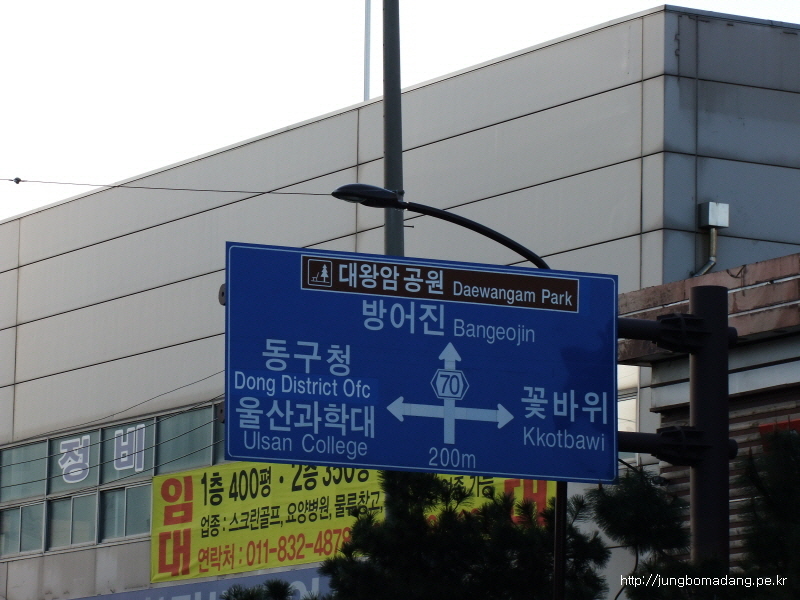 대왕암공원 Daewangam Park
방어진 Bangeojin
동구청
Dong District Ofc
70
울산과학대
Ulsan College
꽃바위
Kkotbawi
200m
정비
임대
1층 400평 · 2층 350평
업종 : 스크린골프, 요양병원, 물류창고
가능
연락처 : 011-832-4878
http://jungbomadang.pe.kr